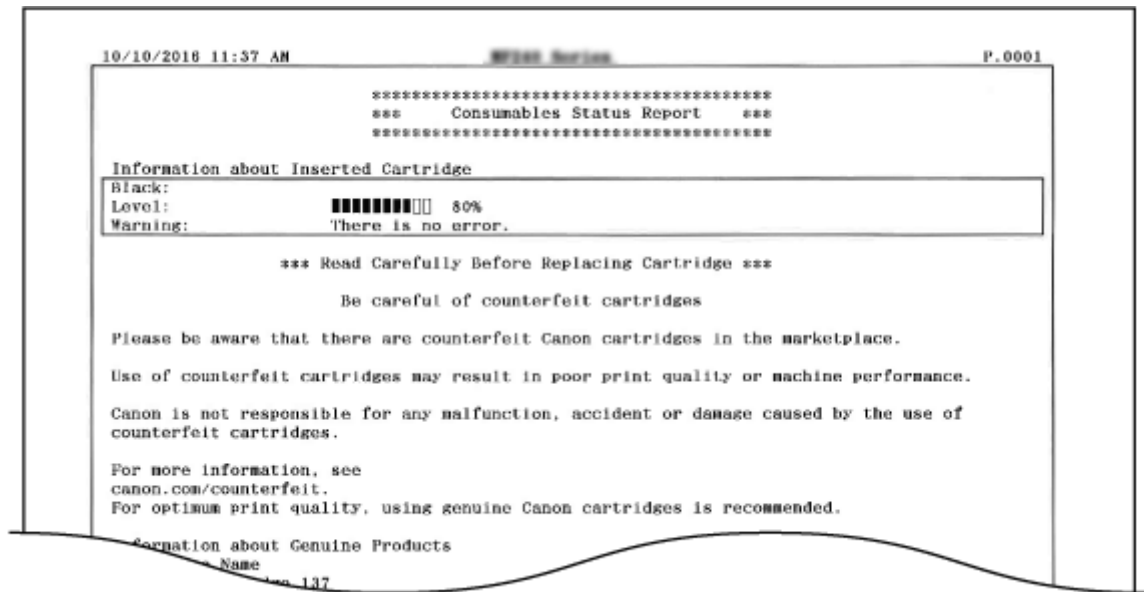 10/10/2016 11:37 AM P.0001
****************************************
*** Consumables Status Report ***
****************************************
Information about Inserted Cartridge
Black:
Level: 80%
Warning: There is no error.
*** Read Carefully Before Replacing Cartridge ***
Be careful of counterfeit cartridges
Please be aware that there are counterfeit Canon cartridges in the marketplace.
Use of counterfeit cartridges may result in poor print quality or machine performance.
Canon is not responsible for any malfunction, accident or damage caused by the use of
counterfeit cartridges.
For more information, see
canon.com/counterfeit.
For optimum print quality, using genuine Canon cartridges is recommended.
about Genuine Products
Name
137